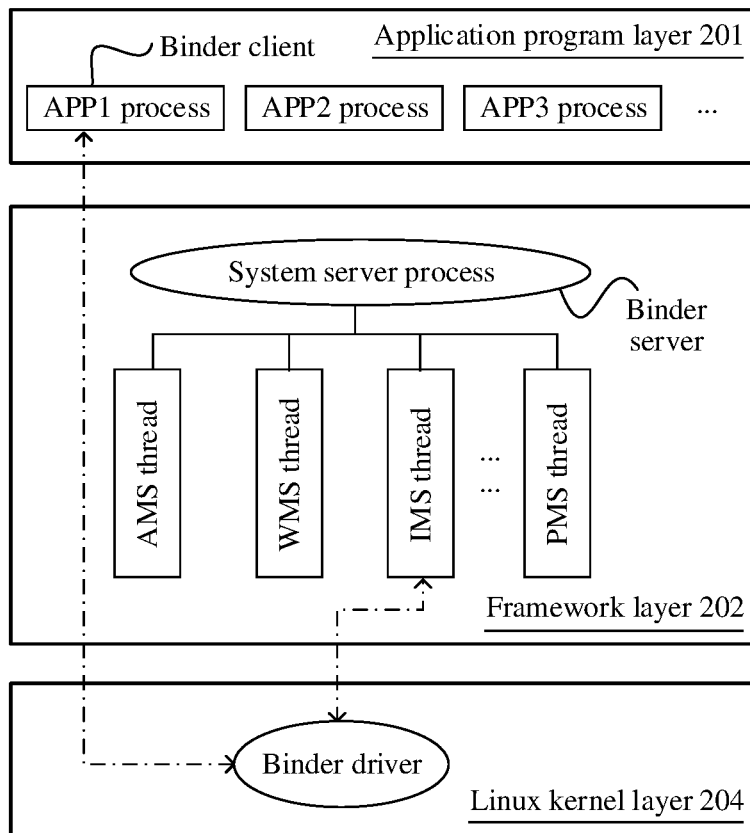 Binder client
Application program layer 201
APP1 process
APP2 process
APP3 process
...
System server process
Binder
server
AMS thread
WMS thread
IMS thread
...
...
PMS thread
Framework layer 202
Binder driver
Linux kernel layer 204